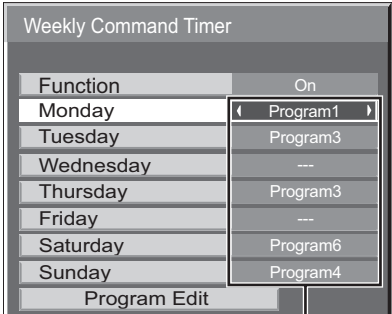 Weekly Command Timer
Function On
Monday Program1
Tuesday Program3
Wednesday ---
Thursday Program3
Friday ---
Saturday Program6
Sunday Program4
Program Edit